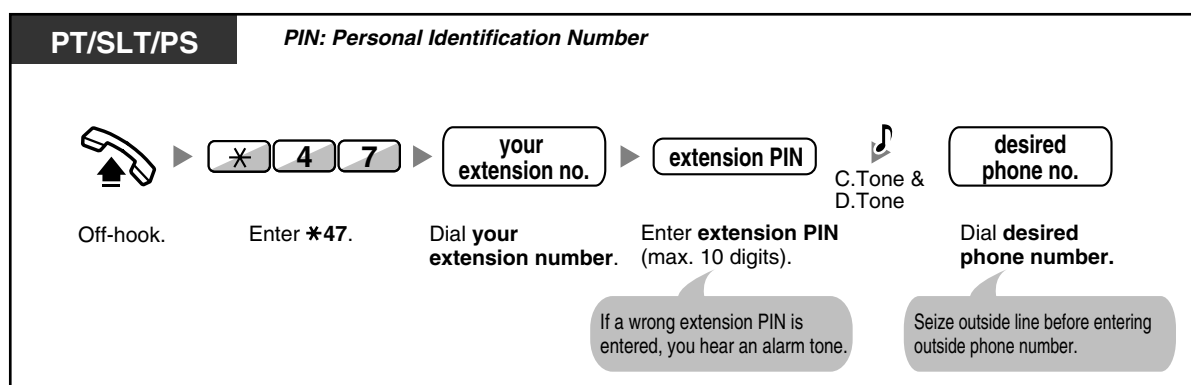 PT/SLT/PS
PIN: Personal Identification Number
✳ 4 7
your
extension no.
extension PIN
C.Tone &
D.Tone
desired
phone no.
Off-hook.
Enter ✳47.
Dial your
extension number.
Enter extension PIN
(max. 10 digits).
Dial desired
phone number.
If a wrong extension PIN is
entered, you hear an alarm tone.
Seize outside line before entering
outside phone number.